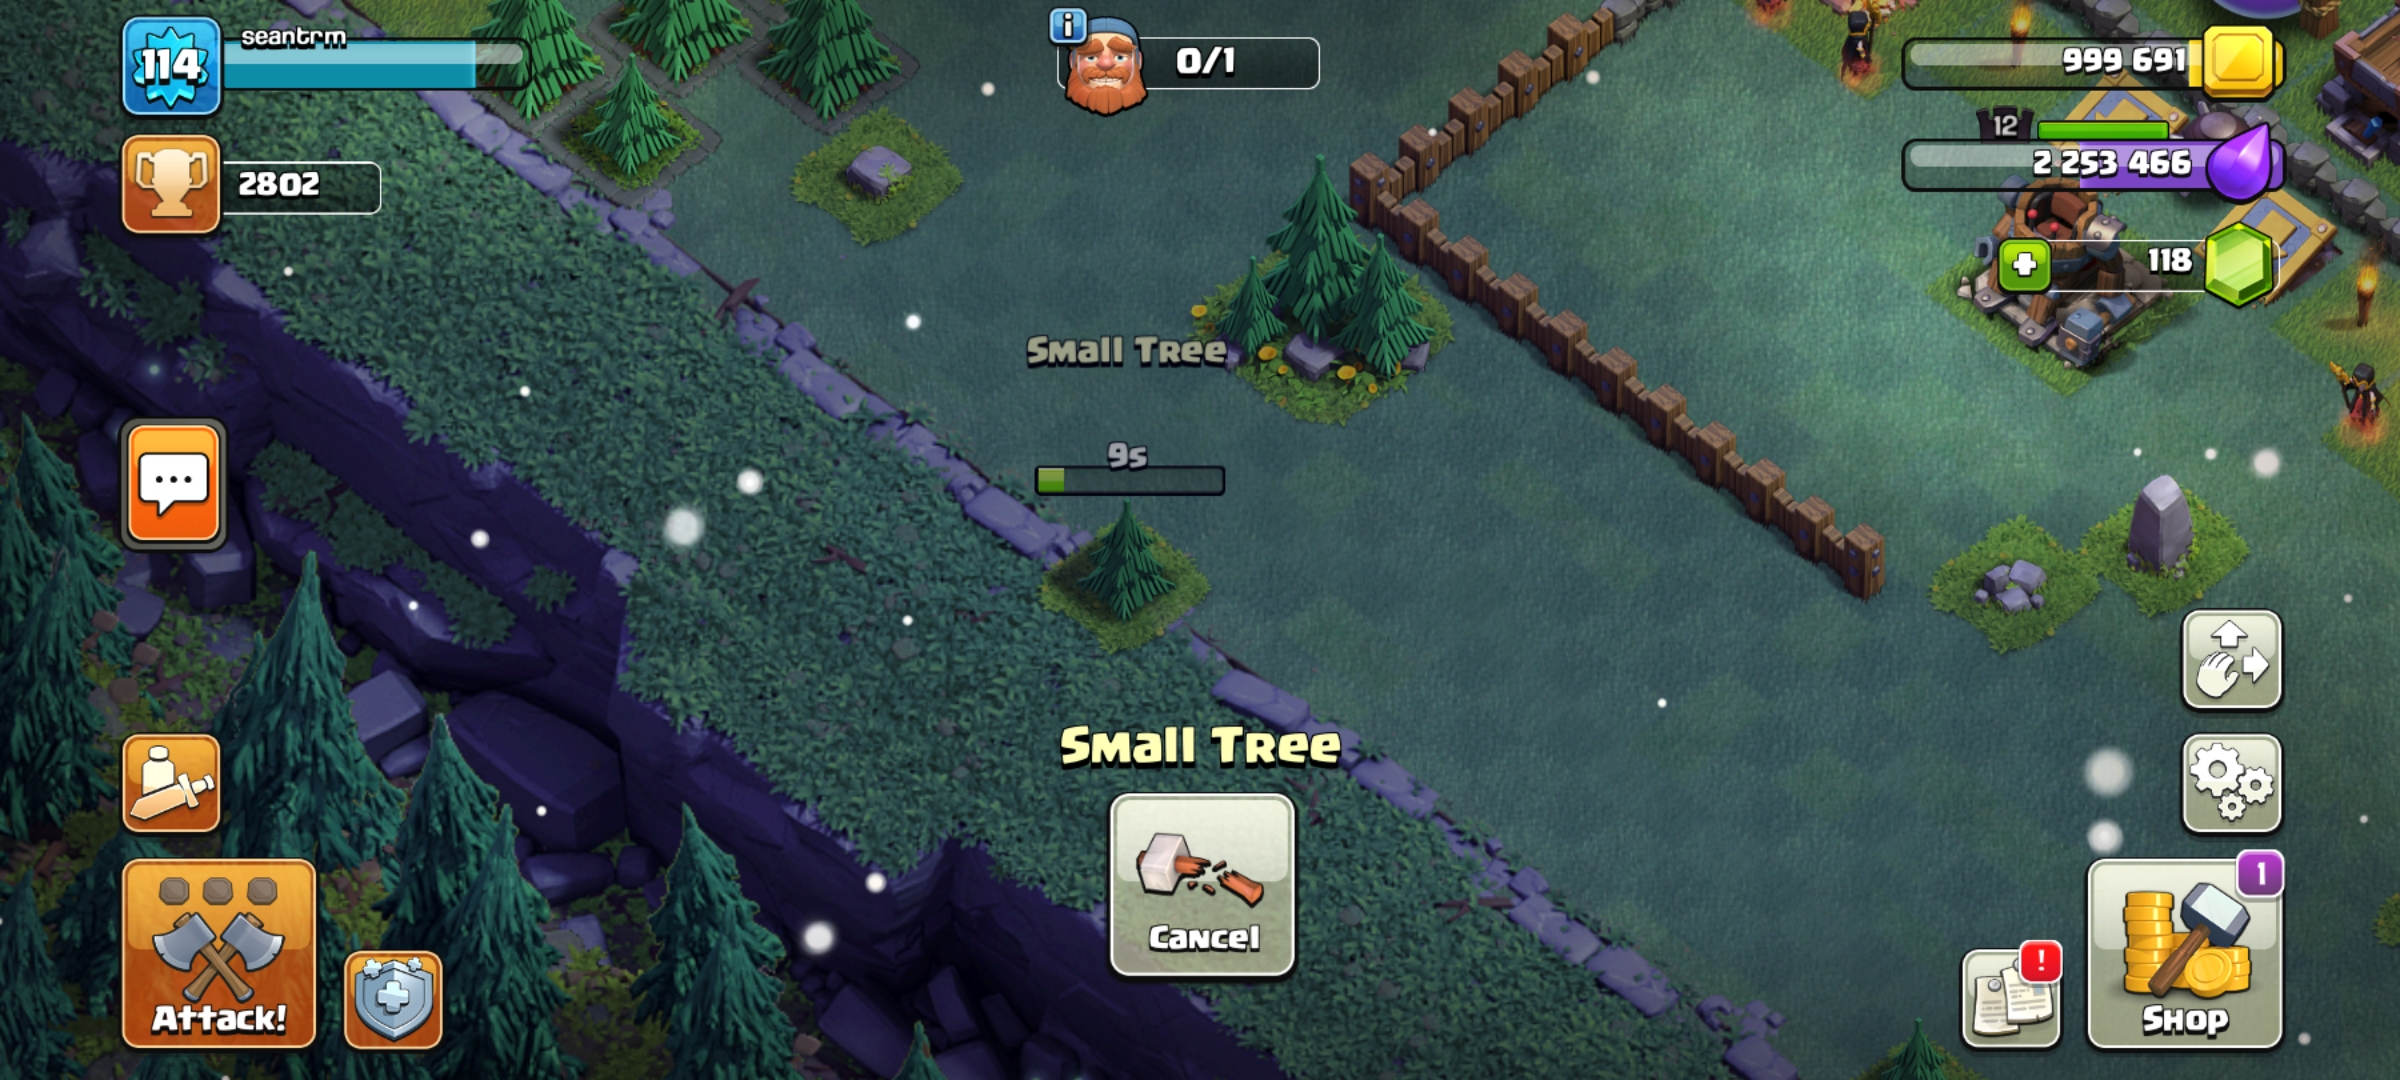 114
seantrm
0/1
999 691
12
2 253 466
2802
118
Small Tree
9s
Small Tree
Cancel
Attack!
1
!
Shop